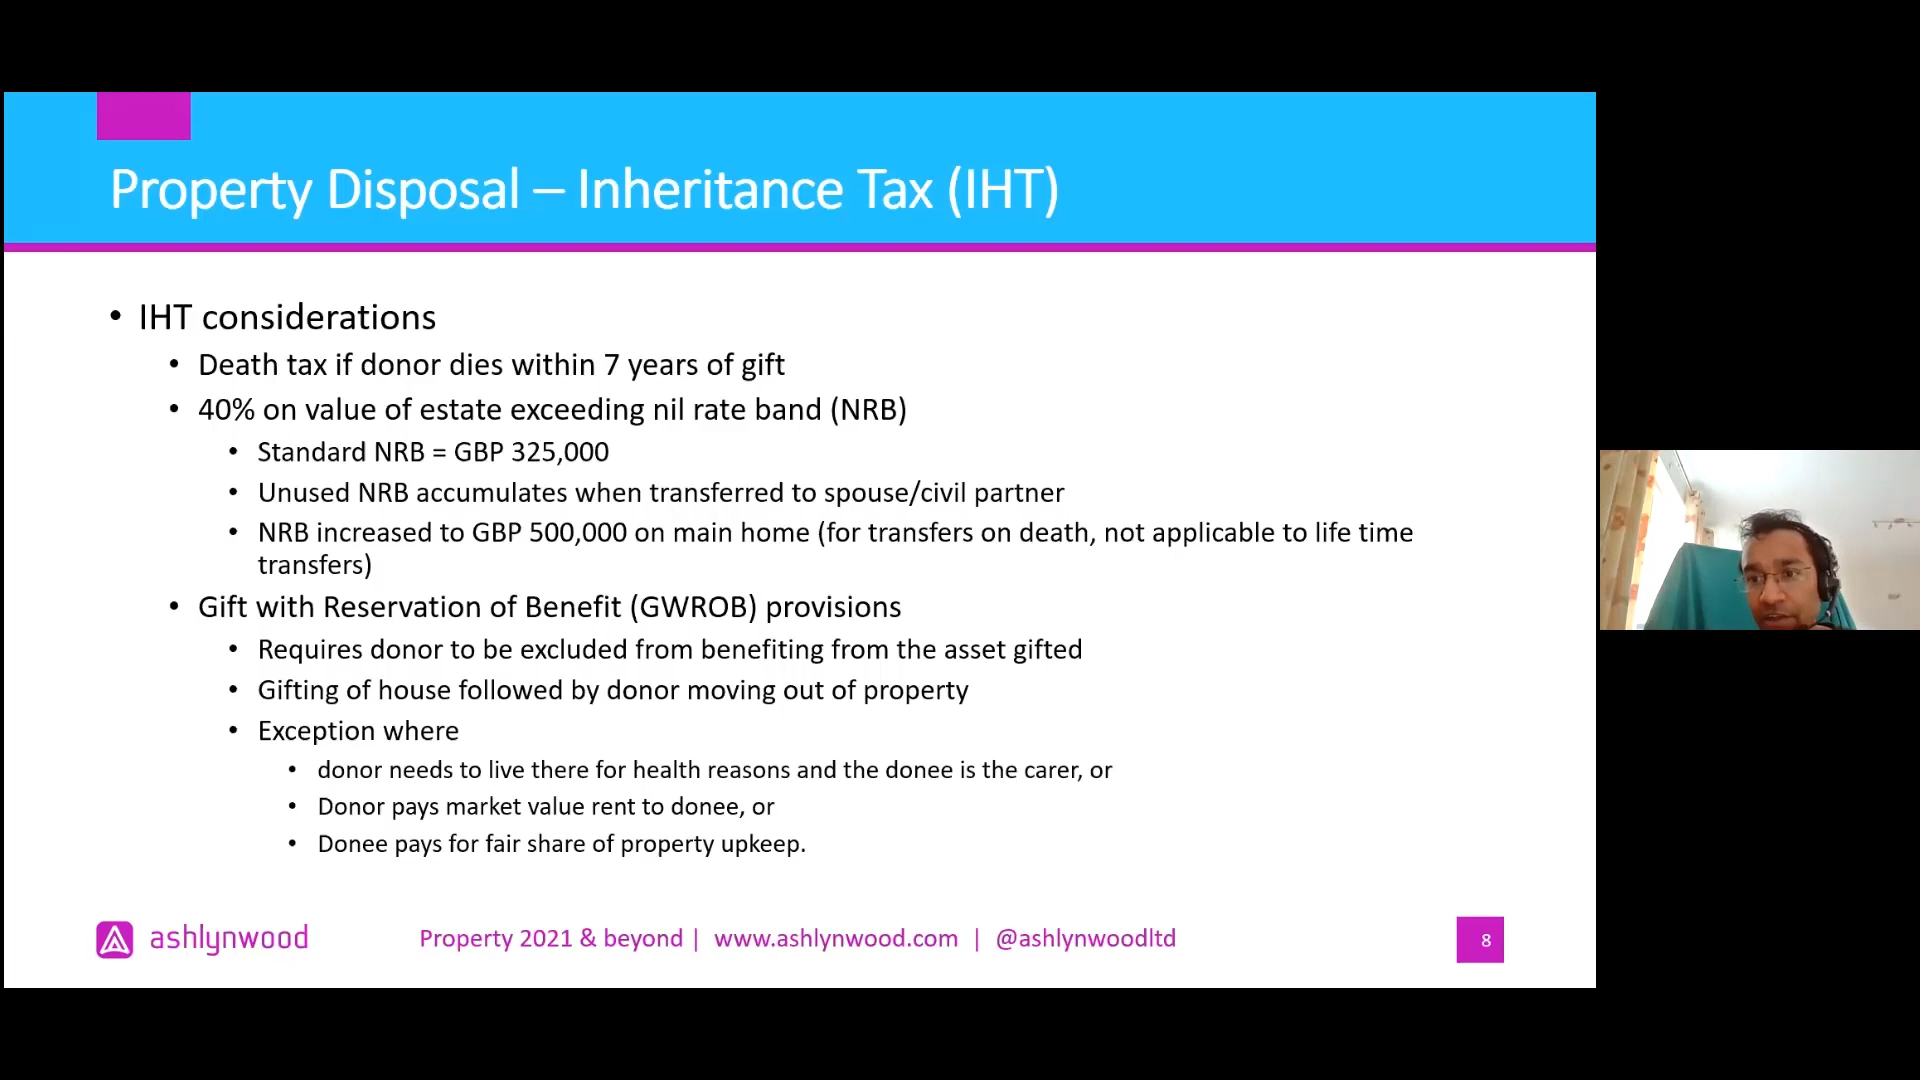 Property Disposal – Inheritance Tax (IHT)
• IHT considerations
• Death tax if donor dies within 7 years of gift
• 40% on value of estate exceeding nil rate band (NRB)
• Standard NRB = GBP 325,000
• Unused NRB accumulates when transferred to spouse/civil partner
• NRB increased to GBP 500,000 on main home (for transfers on death, not applicable to life time
transfers)
• Gift with Reservation of Benefit (GWROB) provisions
• Requires donor to be excluded from benefiting from the asset gifted
• Gifting of house followed by donor moving out of property
• Exception where
• donor needs to live there for health reasons and the donee is the carer, or
• Donor pays market value rent to donee, or
• Donee pays for fair share of property upkeep.
ashlynwood
Property 2021 & beyond | www.ashlynwood.com | @ashlynwoodltd
8